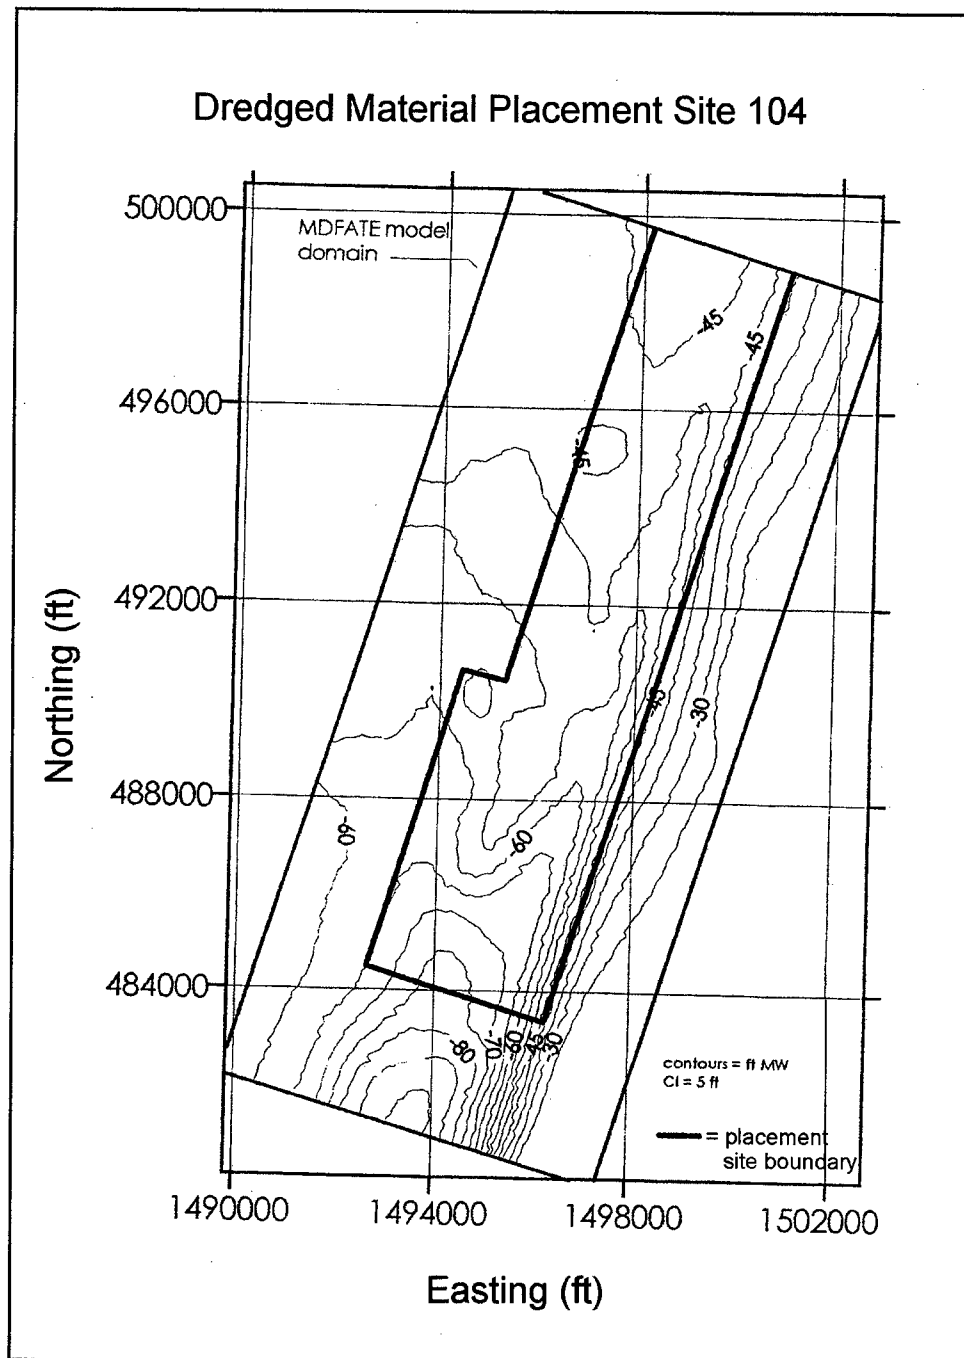 Dredged Material Placement Site 104
500000
MDFATE model
domain
-45
-45
496000
-45
492000
Northing (ft)
-45
-30
488000
-60
-60
484000
-80
-70
-60
-45
-30
contours = ft MW
CI = 5 ft
= placement
site boundary
1490000
1494000
1498000
1502000
Easting (ft)